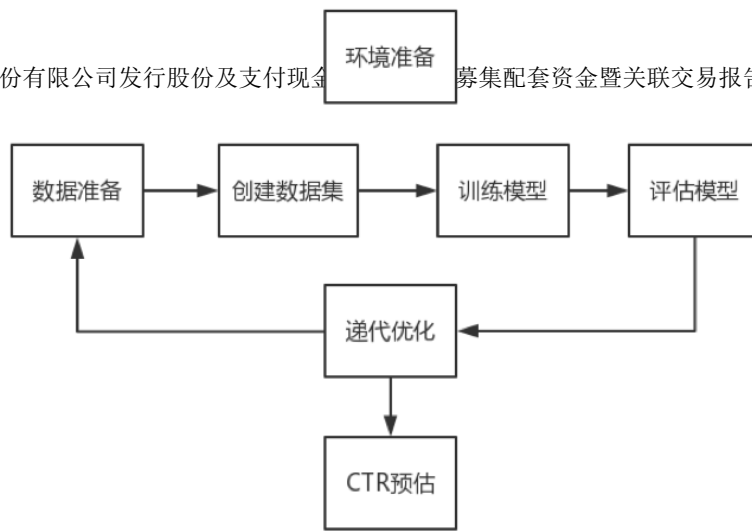 环境准备
份有限公司发行股份及支付现金 募集配套资金暨关联交易报告
数据准备
创建数据集
训练模型
评估模型
递代优化
CTR预估